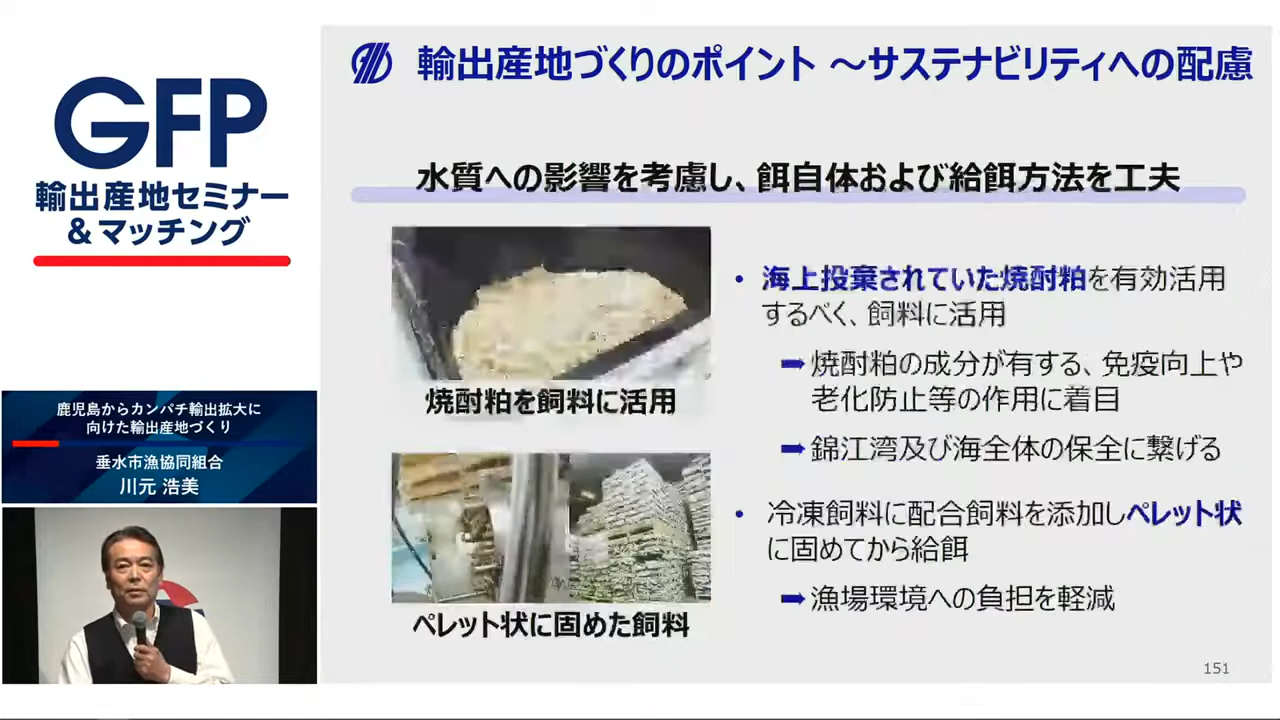 GFP
輸出産地セミナー
&マッチング
鹿児島からカンパチ輸出拡大に
向けた輸出産地づくり
垂水市漁協同組合
川元 浩美
輸出産地づくりのポイント ～サステナビリティへの配慮
水質への影響を考慮し、餌自体および給餌方法を工夫
焼酎粕を飼料に活用
ペレット状に固めた飼料
• 海上投棄されていた焼酎粕を有効活用
するべく、飼料に活用
➡ 焼酎粕の成分が有する、免疫向上や
老化防止等の作用に着目
➡ 錦江湾及び海全体の保全に繋げる
• 冷凍飼料に配合飼料を添加しペレット状
に固めてから給餌
➡ 漁場環境への負担を軽減
151